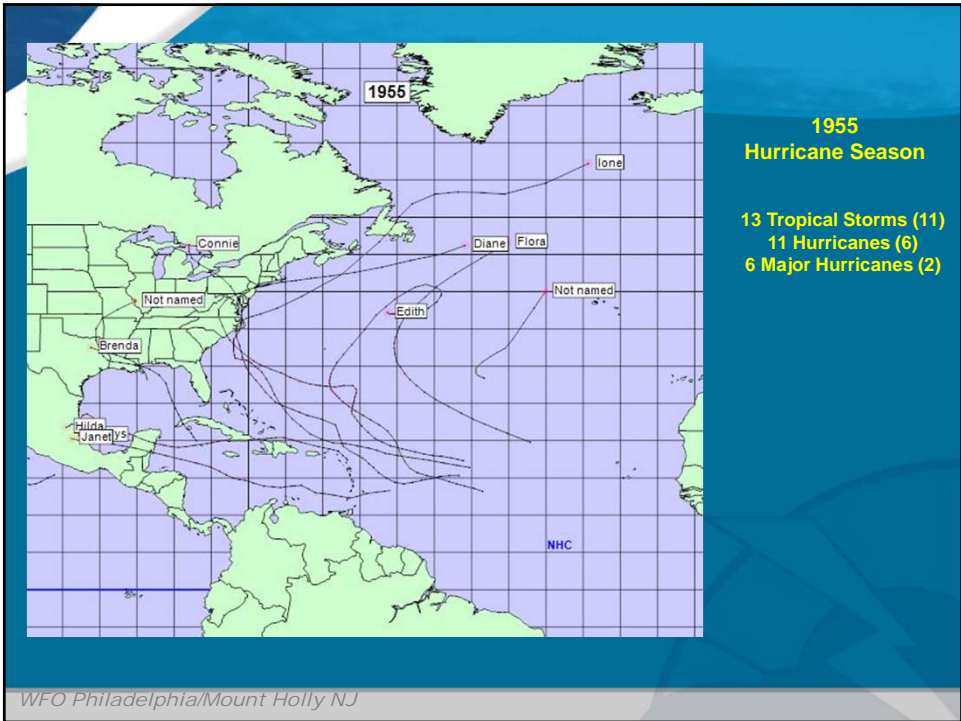 1955
Ione
Connie
Diane
Flora
Not named
Not named
Edith
Brenda
Hilda
Janet
ys
NHC
1955
Hurricane Season
13 Tropical Storms (11)
11 Hurricanes (6)
6 Major Hurricanes (2)
WFO Philadelphia/Mount Holly NJ